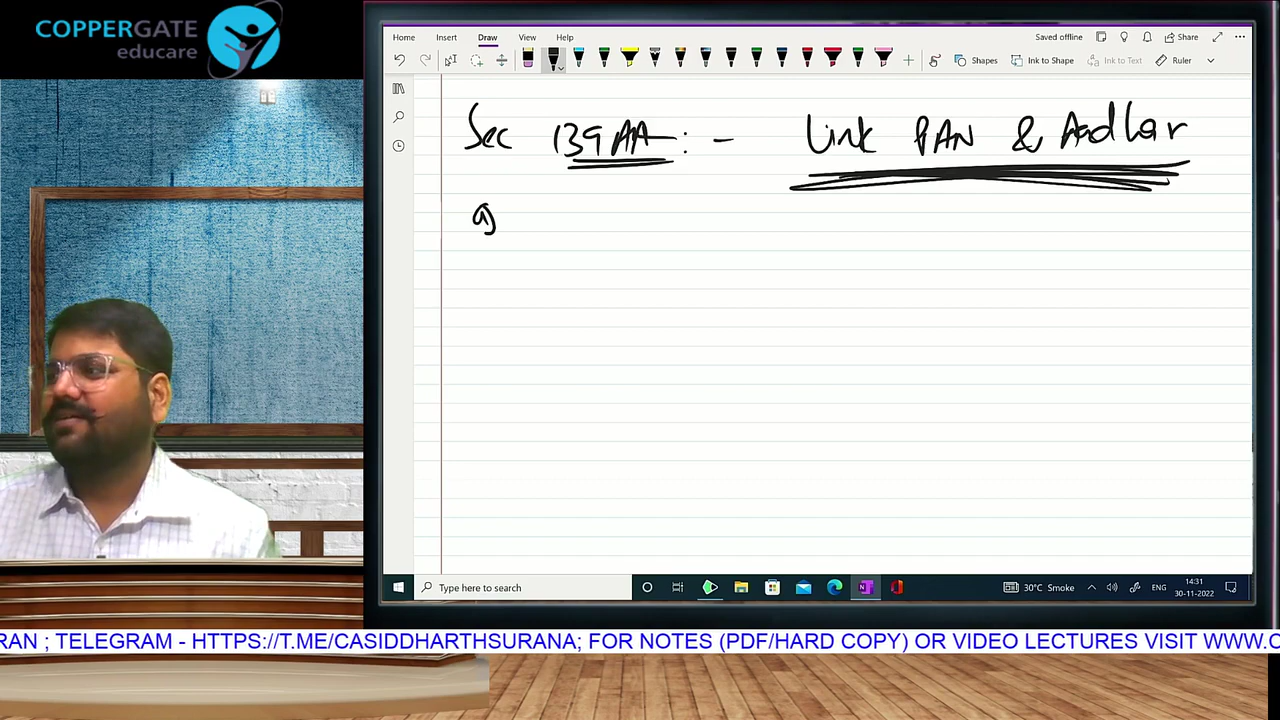 COPPERGATE
educare
Home Insert Draw View Help
Saved offline
Share
Shapes
Ink to Shape
Ink to Text
Ruler
Sec 139AA :- Link PAN & Aadhar
a)
Type here to search
30°C Smoke
ENG
14:31
30-11-2022
RAN ; TELEGRAM - HTTPS://T.ME/CASIDDHARTHSURANA; FOR NOTES (PDF/HARD COPY) OR VIDEO LECTURES VISIT WWW.C